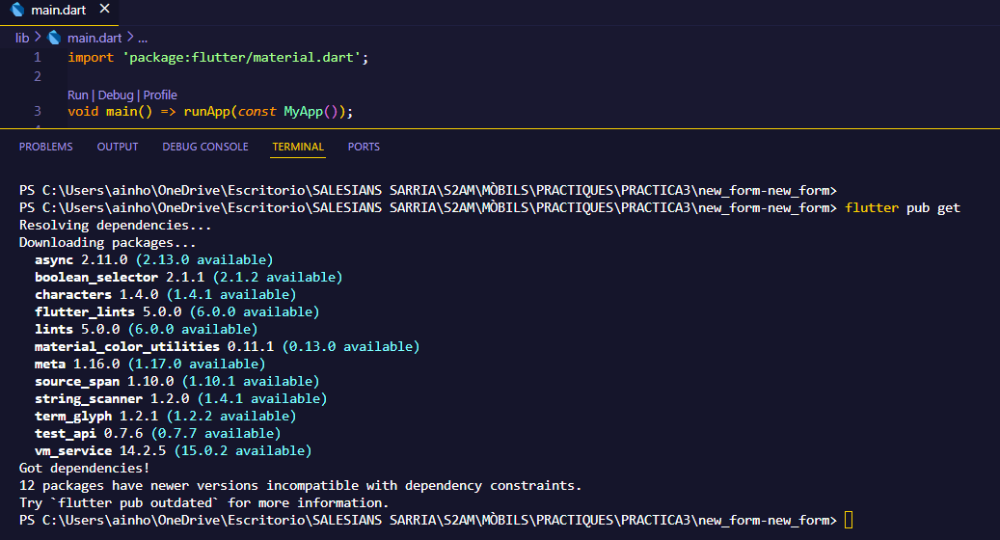 main.dart ×
lib > main.dart > ...
1 import 'package:flutter/material.dart';
2
Run | Debug | Profile
3 void main() => runApp(const MyApp());
PROBLEMS OUTPUT DEBUG CONSOLE TERMINAL PORTS
PS C:\Users\ainho\OneDrive\Escritorio\SALESIANS SARRIA\S2AM\MÒBILS\PRACTIQUES\PRACTICA3\new_form-new_form>
PS C:\Users\ainho\OneDrive\Escritorio\SALESIANS SARRIA\S2AM\MÒBILS\PRACTIQUES\PRACTICA3\new_form-new_form> flutter pub get
Resolving dependencies...
Downloading packages...
async 2.11.0 (2.13.0 available)
boolean_selector 2.1.1 (2.1.2 available)
characters 1.4.0 (1.4.1 available)
flutter_lints 5.0.0 (6.0.0 available)
lints 5.0.0 (6.0.0 available)
material_color_utilities 0.11.1 (0.13.0 available)
meta 1.16.0 (1.17.0 available)
source_span 1.10.0 (1.10.1 available)
string_scanner 1.2.0 (1.4.1 available)
term_glyph 1.2.1 (1.2.2 available)
test_api 0.7.6 (0.7.7 available)
vm_service 14.2.5 (15.0.2 available)
Got dependencies!
12 packages have newer versions incompatible with dependency constraints.
Try `flutter pub outdated` for more information.
PS C:\Users\ainho\OneDrive\Escritorio\SALESIANS SARRIA\S2AM\MÒBILS\PRACTIQUES\PRACTICA3\new_form-new_form>